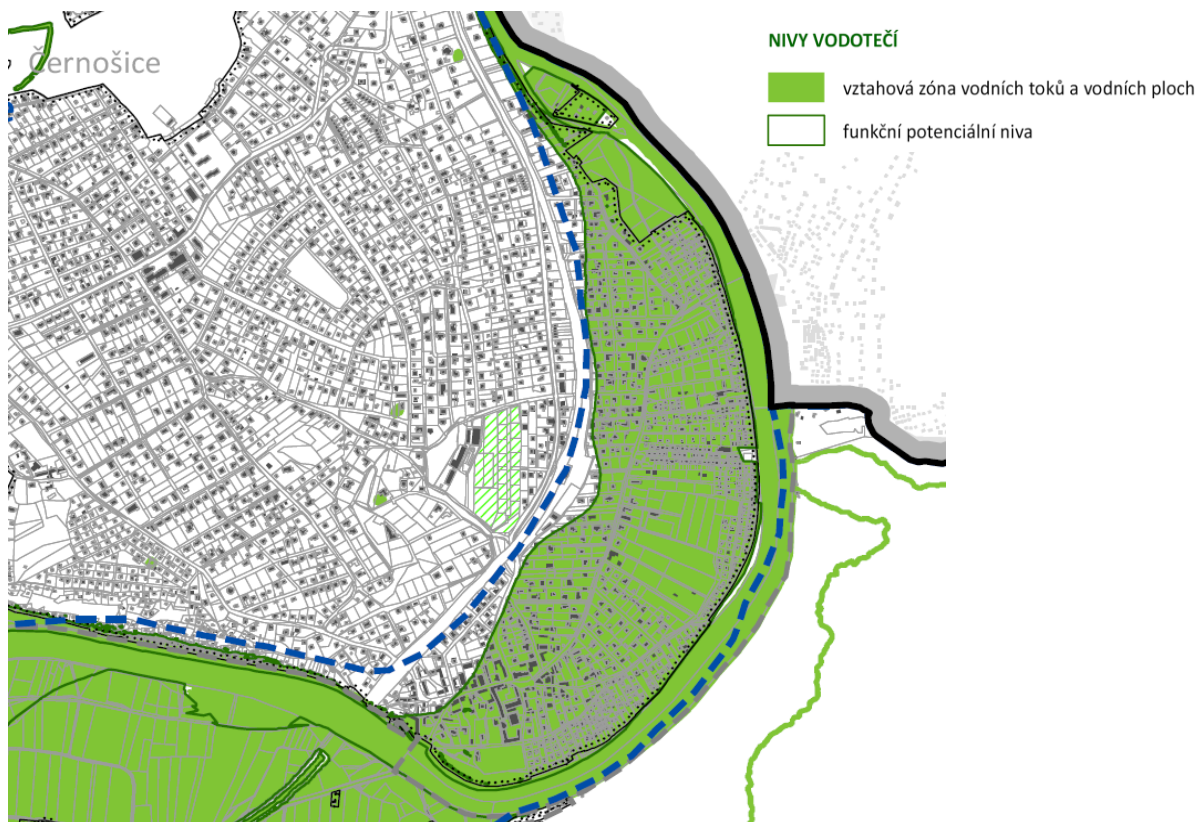 Černošice
NIVY VODOTEČÍ
vztahová zóna vodních toků a vodních ploch
funkční potenciální niva